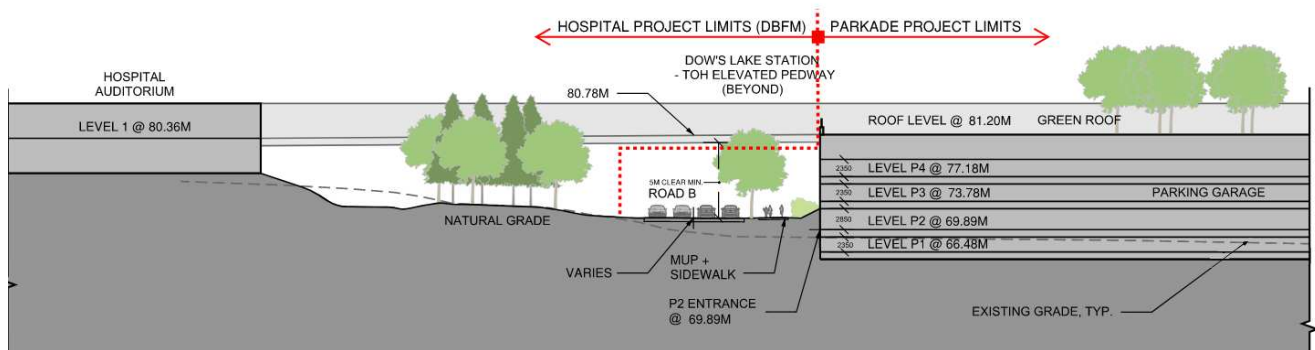 HOSPITAL PROJECT LIMITS (DBFM)
PARKADE PROJECT LIMITS
DOW'S LAKE STATION
- TOH ELEVATED PEDWAY
(BEYOND)
HOSPITAL
AUDITORIUM
80.78M
LEVEL 1 @ 80.36M
ROOF LEVEL @ 81.20M
GREEN ROOF
2350
LEVEL P4 @ 77.18M
5M CLEAR MIN.
ROAD B
2350
LEVEL P3 @ 73.78M
PARKING GARAGE
NATURAL GRADE
2850
LEVEL P2 @ 69.89M
2350
LEVEL P1 @ 66.48M
VARIES
MUP +
SIDEWALK
P2 ENTRANCE
@ 69.89M
EXISTING GRADE, TYP.